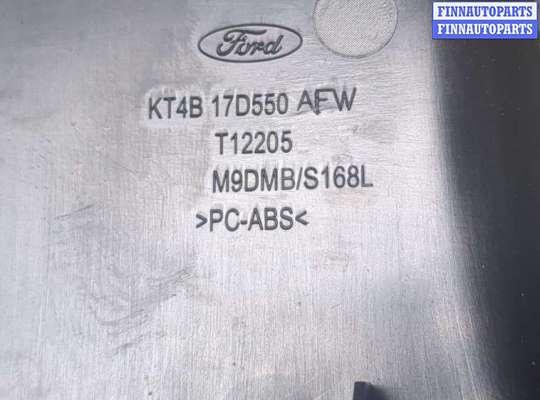 FINNAUTOPARTS
FINNAUTOPARTS
Ford
KT4B 17D550 AFW
T12205
M9DMB/S168L
>PC-ABS<